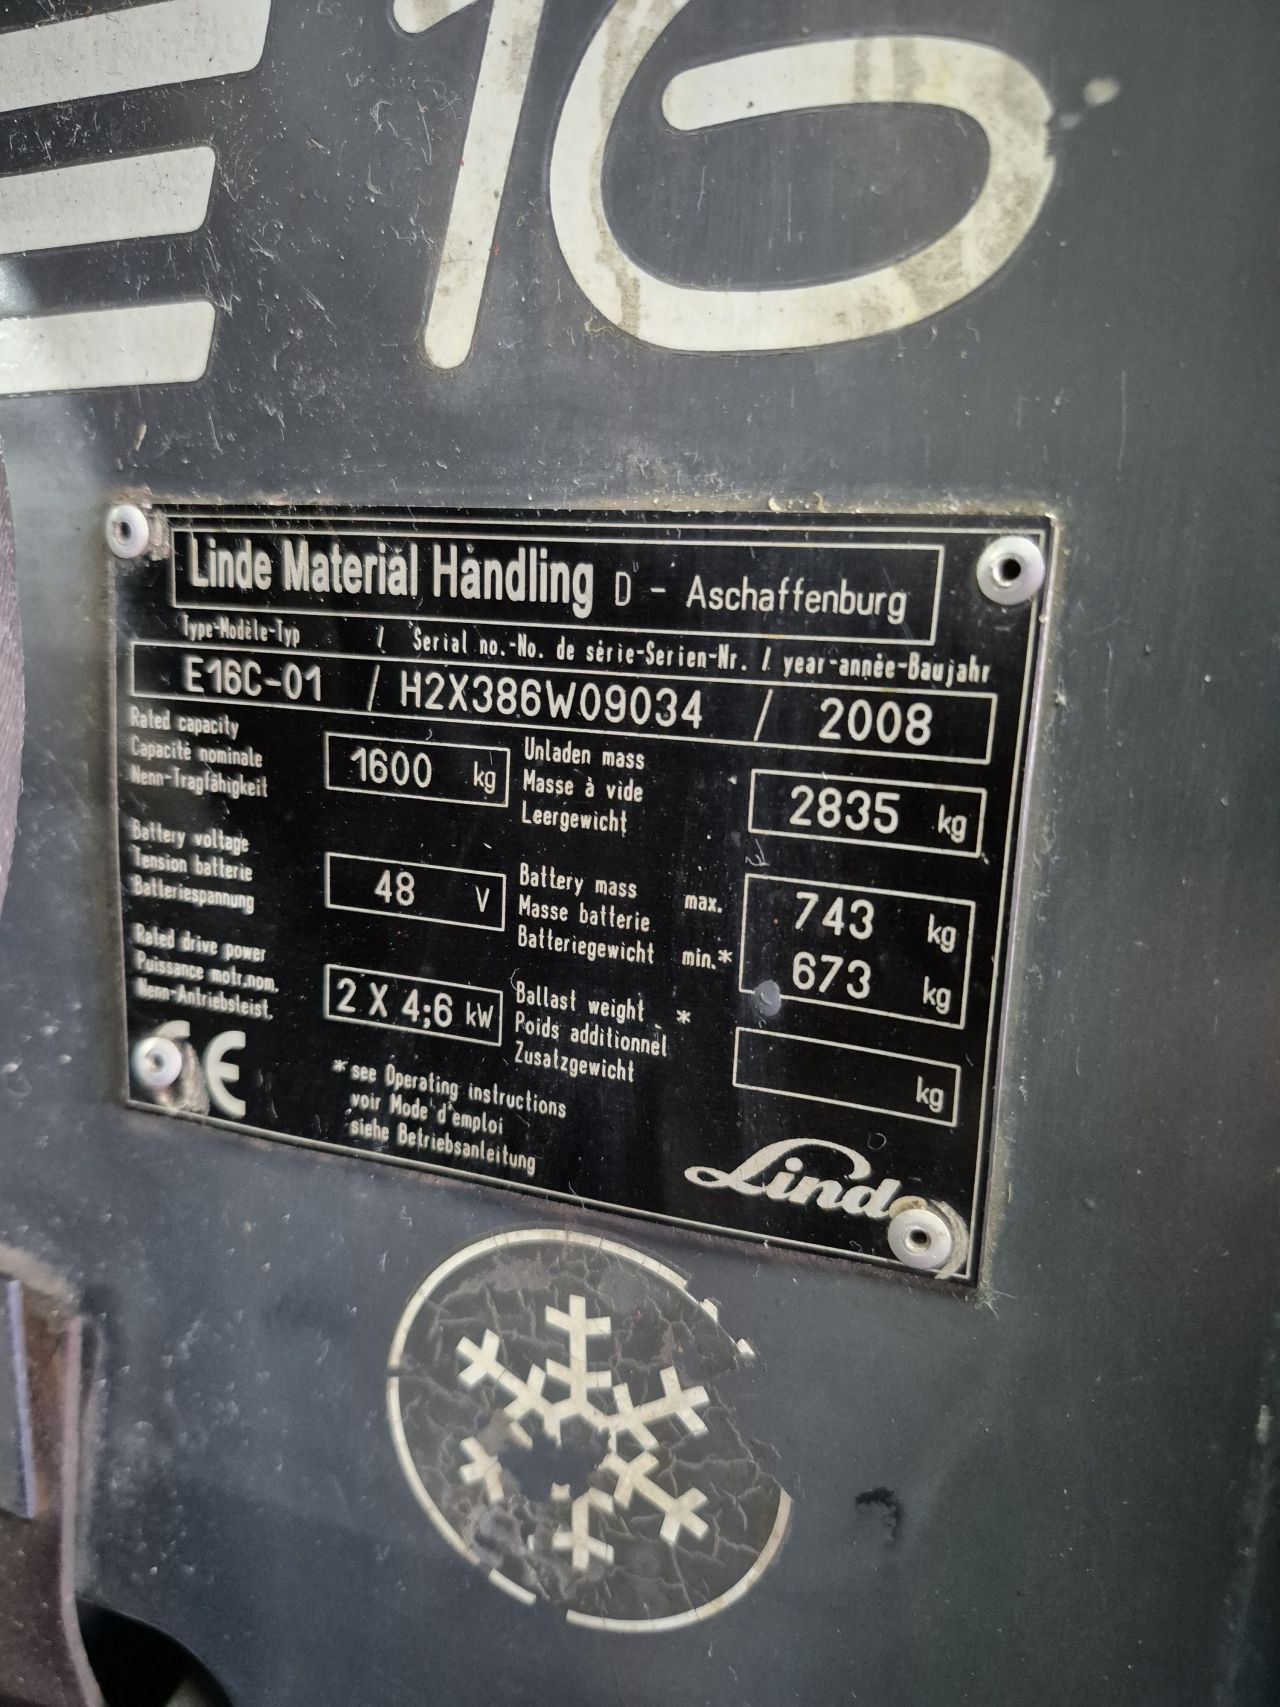 E16
Linde Material Handling D - Aschaffenburg
Type-Modèle-Typ / Serial no.-No. de série-Serien-Nr. / year-année-Baujahr
E16C-01 / H2X386W09034 / 2008
Rated capacity
Capacité nominale
Nenn-Tragfähigkeit
1600 kg
Unladen mass
Masse à vide
Leergewicht
2835 kg
Battery voltage
Tension batterie
Batteriespannung
48 V
Battery mass max.
Masse batterie
Batteriegewicht min.*
743 kg
673 kg
Rated drive power
Puissance motr.nom.
Nenn-Antriebsleist.
2 X 4;6 kW
Ballast weight *
Poids additionnel
Zusatzgewicht
kg
CE
* see Operating instructions
voir Mode d'emploi
siehe Betriebsanleitung
Linde